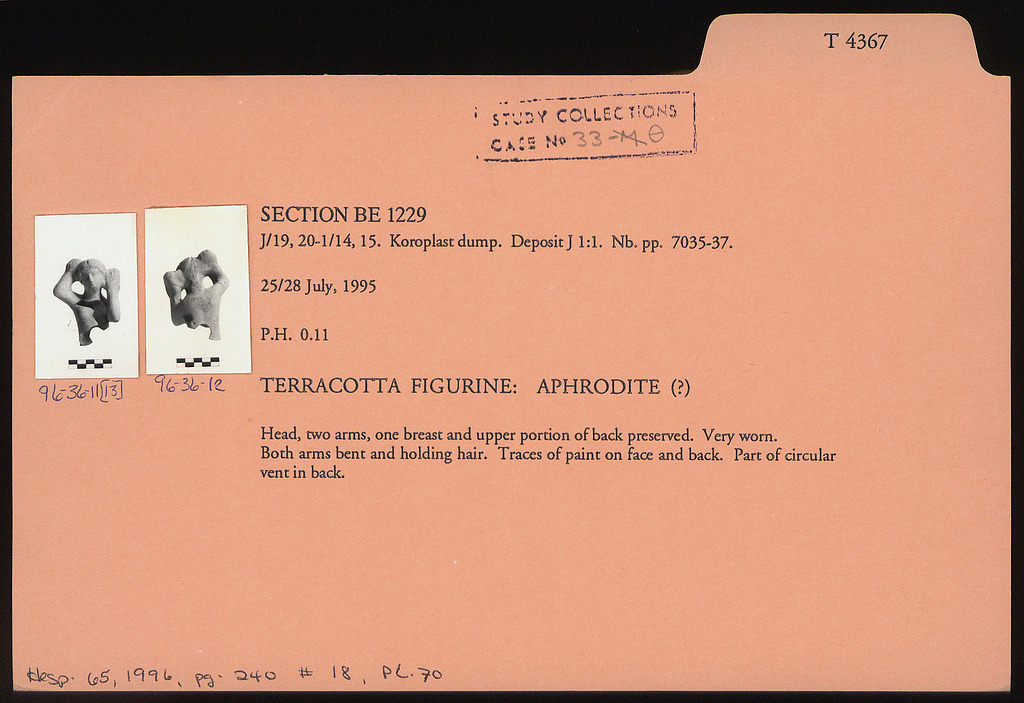 T 4367
STUDY COLLECTIONS
CASE No 33 Θ
SECTION BE 1229
J/19, 20-1/14, 15. Koroplast dump. Deposit J 1:1. Nb. pp. 7035-37.
25/28 July, 1995
P.H. 0.11
96-36-11[13]
96-36-12
TERRACOTTA FIGURINE: APHRODITE (?)
Head, two arms, one breast and upper portion of back preserved. Very worn.
Both arms bent and holding hair. Traces of paint on face and back. Part of circular
vent in back.
Hesp. 65, 1996, pg. 240 # 18, PL. 70